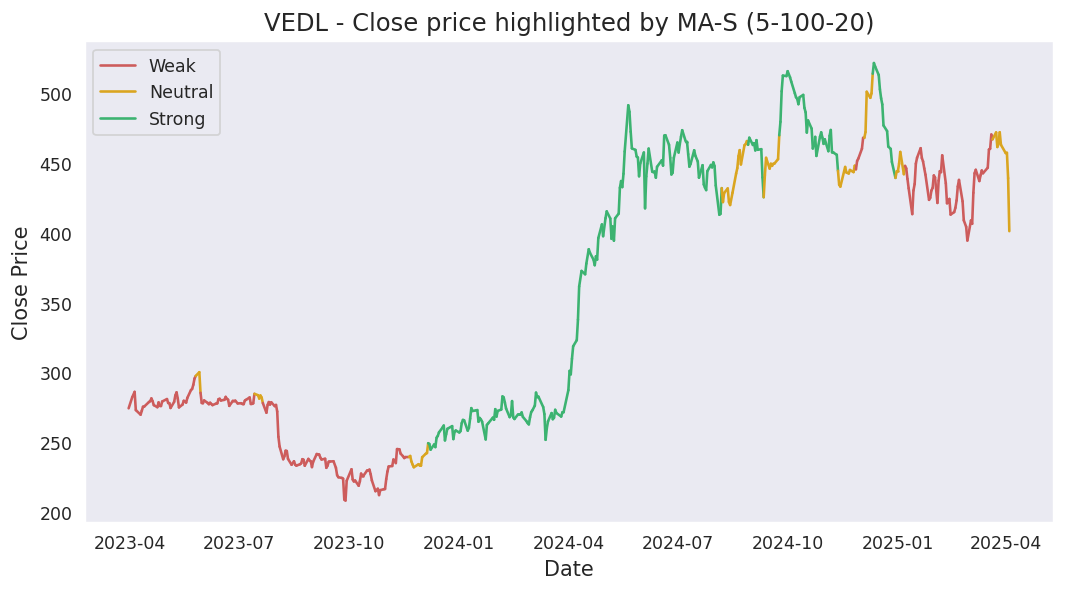 VEDL - Close price highlighted by MA-S (5-100-20)
Weak
Neutral
Strong
Close Price
500
450
400
350
300
250
200
2023-04 2023-07 2023-10 2024-01 2024-04 2024-07 2024-10 2025-01 2025-04
Date